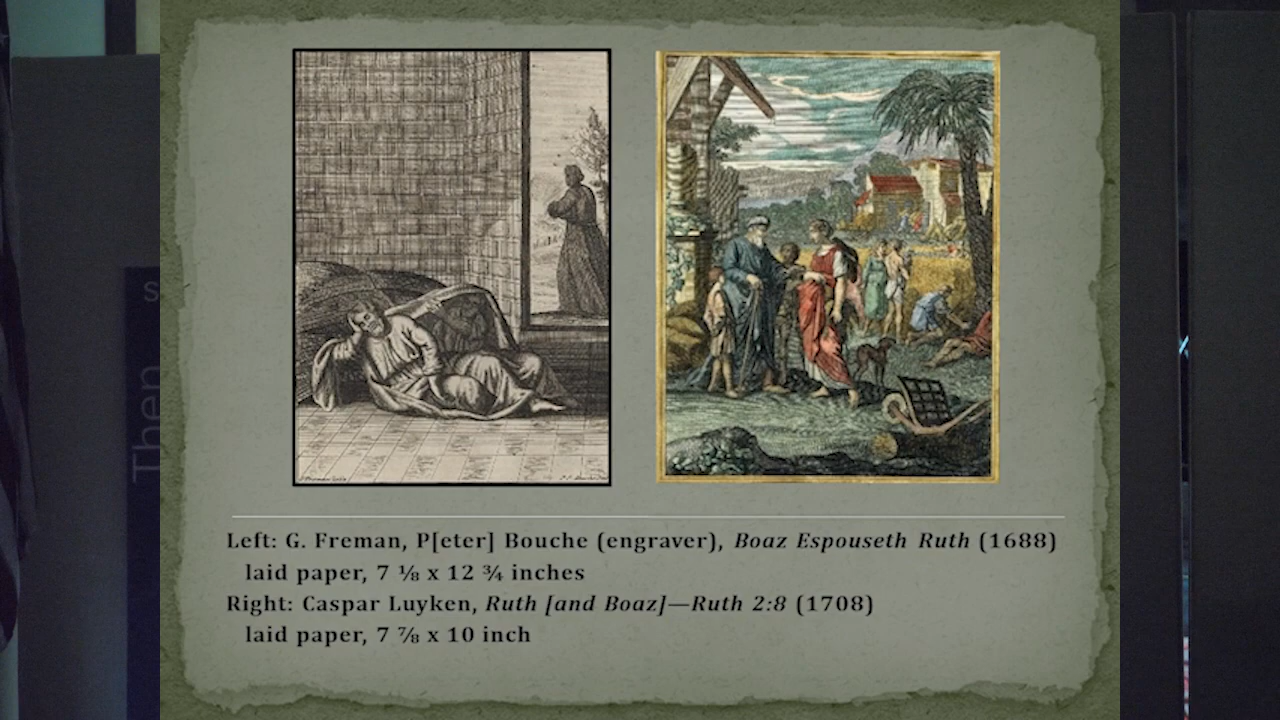 Left: G. Freman, P[eter] Bouche (engraver), Boaz Espouseth Ruth (1688)
laid paper, 7 ⅛ x 12 ¾ inches
Right: Caspar Luyken, Ruth [and Boaz]—Ruth 2:8 (1708)
laid paper, 7 ⅞ x 10 inch
Then
s